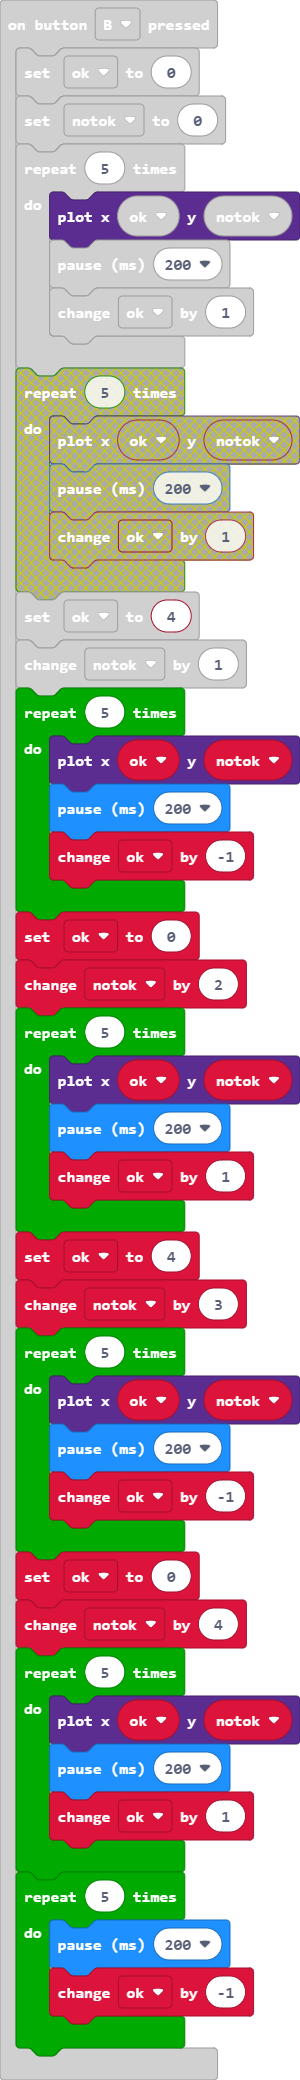 on button B pressed
set ok to 0
set notok to 0
repeat 5 times
do
plot x ok y notok
pause (ms) 200
change ok by 1
repeat 5 times
do
plot x ok y notok
pause (ms) 200
change ok by 1
set ok to 4
change notok by 1
repeat 5 times
do
plot x ok y notok
pause (ms) 200
change ok by -1
set ok to 0
change notok by 2
repeat 5 times
do
plot x ok y notok
pause (ms) 200
change ok by 1
set ok to 4
change notok by 3
repeat 5 times
do
plot x ok y notok
pause (ms) 200
change ok by -1
set ok to 0
change notok by 4
repeat 5 times
do
plot x ok y notok
pause (ms) 200
change ok by 1
repeat 5 times
do
pause (ms) 200
change ok by -1